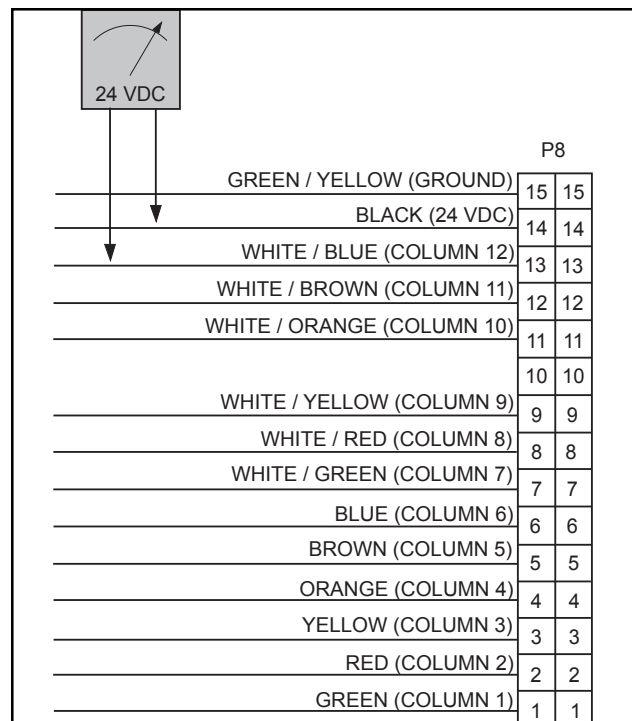 24 VDC
P8
GREEN / YELLOW (GROUND) 15 15
BLACK (24 VDC) 14 14
WHITE / BLUE (COLUMN 12) 13 13
WHITE / BROWN (COLUMN 11) 12 12
WHITE / ORANGE (COLUMN 10) 11 11
10 10
WHITE / YELLOW (COLUMN 9) 9 9
WHITE / RED (COLUMN 8) 8 8
WHITE / GREEN (COLUMN 7) 7 7
BLUE (COLUMN 6) 6 6
BROWN (COLUMN 5) 5 5
ORANGE (COLUMN 4) 4 4
YELLOW (COLUMN 3) 3 3
RED (COLUMN 2) 2 2
GREEN (COLUMN 1) 1 1